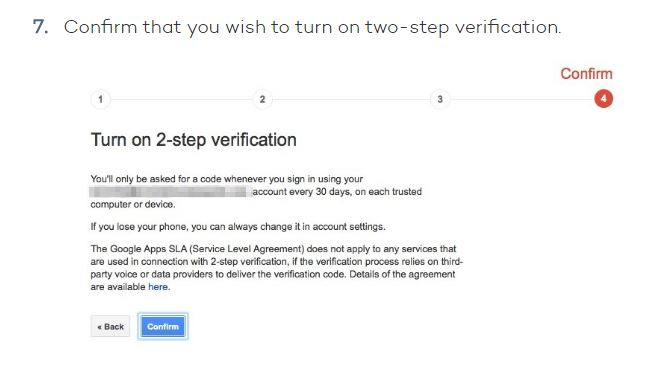 7. Confirm that you wish to turn on two-step verification.
Confirm
1 2 3 4
Turn on 2-step verification
You'll only be asked for a code whenever you sign in using your
account every 30 days, on each trusted
computer or device.
If you lose your phone, you can always change it in account settings.
The Google Apps SLA (Service Level Agreement) does not apply to any services that
are used in connection with 2-step verification, if the verification process relies on third-
party voice or data providers to deliver the verification code. Details of the agreement
are available here.
« Back Confirm